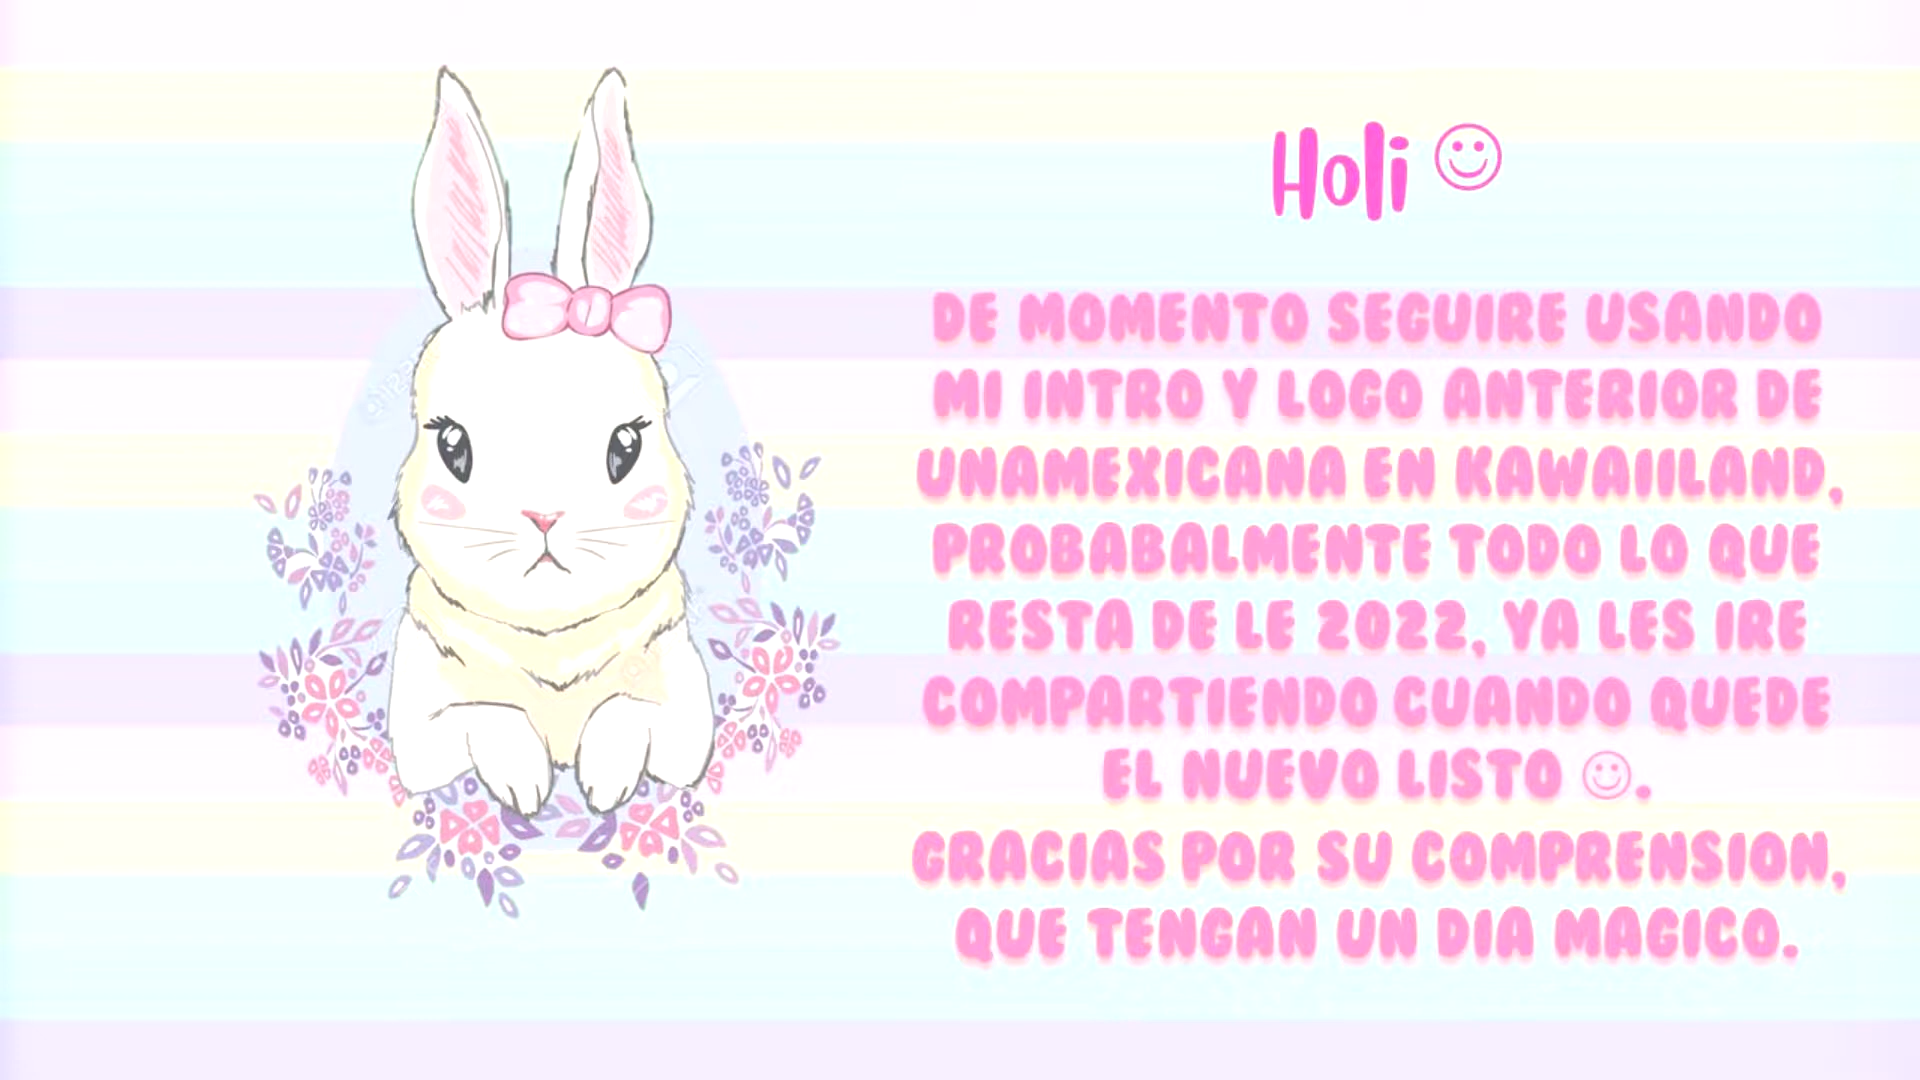 Holi ☺
DE MOMENTO SEGUIRE USANDO
MI INTRO Y LOGO ANTERIOR DE
UNAMEXICANA EN KAWAIILAND,
PROBABALMENTE TODO LO QUE
RESTA DE LE 2022, YA LES IRE
COMPARTIENDO CUANDO QUEDE
EL NUEVO LISTO ☺.
GRACIAS POR SU COMPRENSION,
QUE TENGAN UN DIA MAGICO.